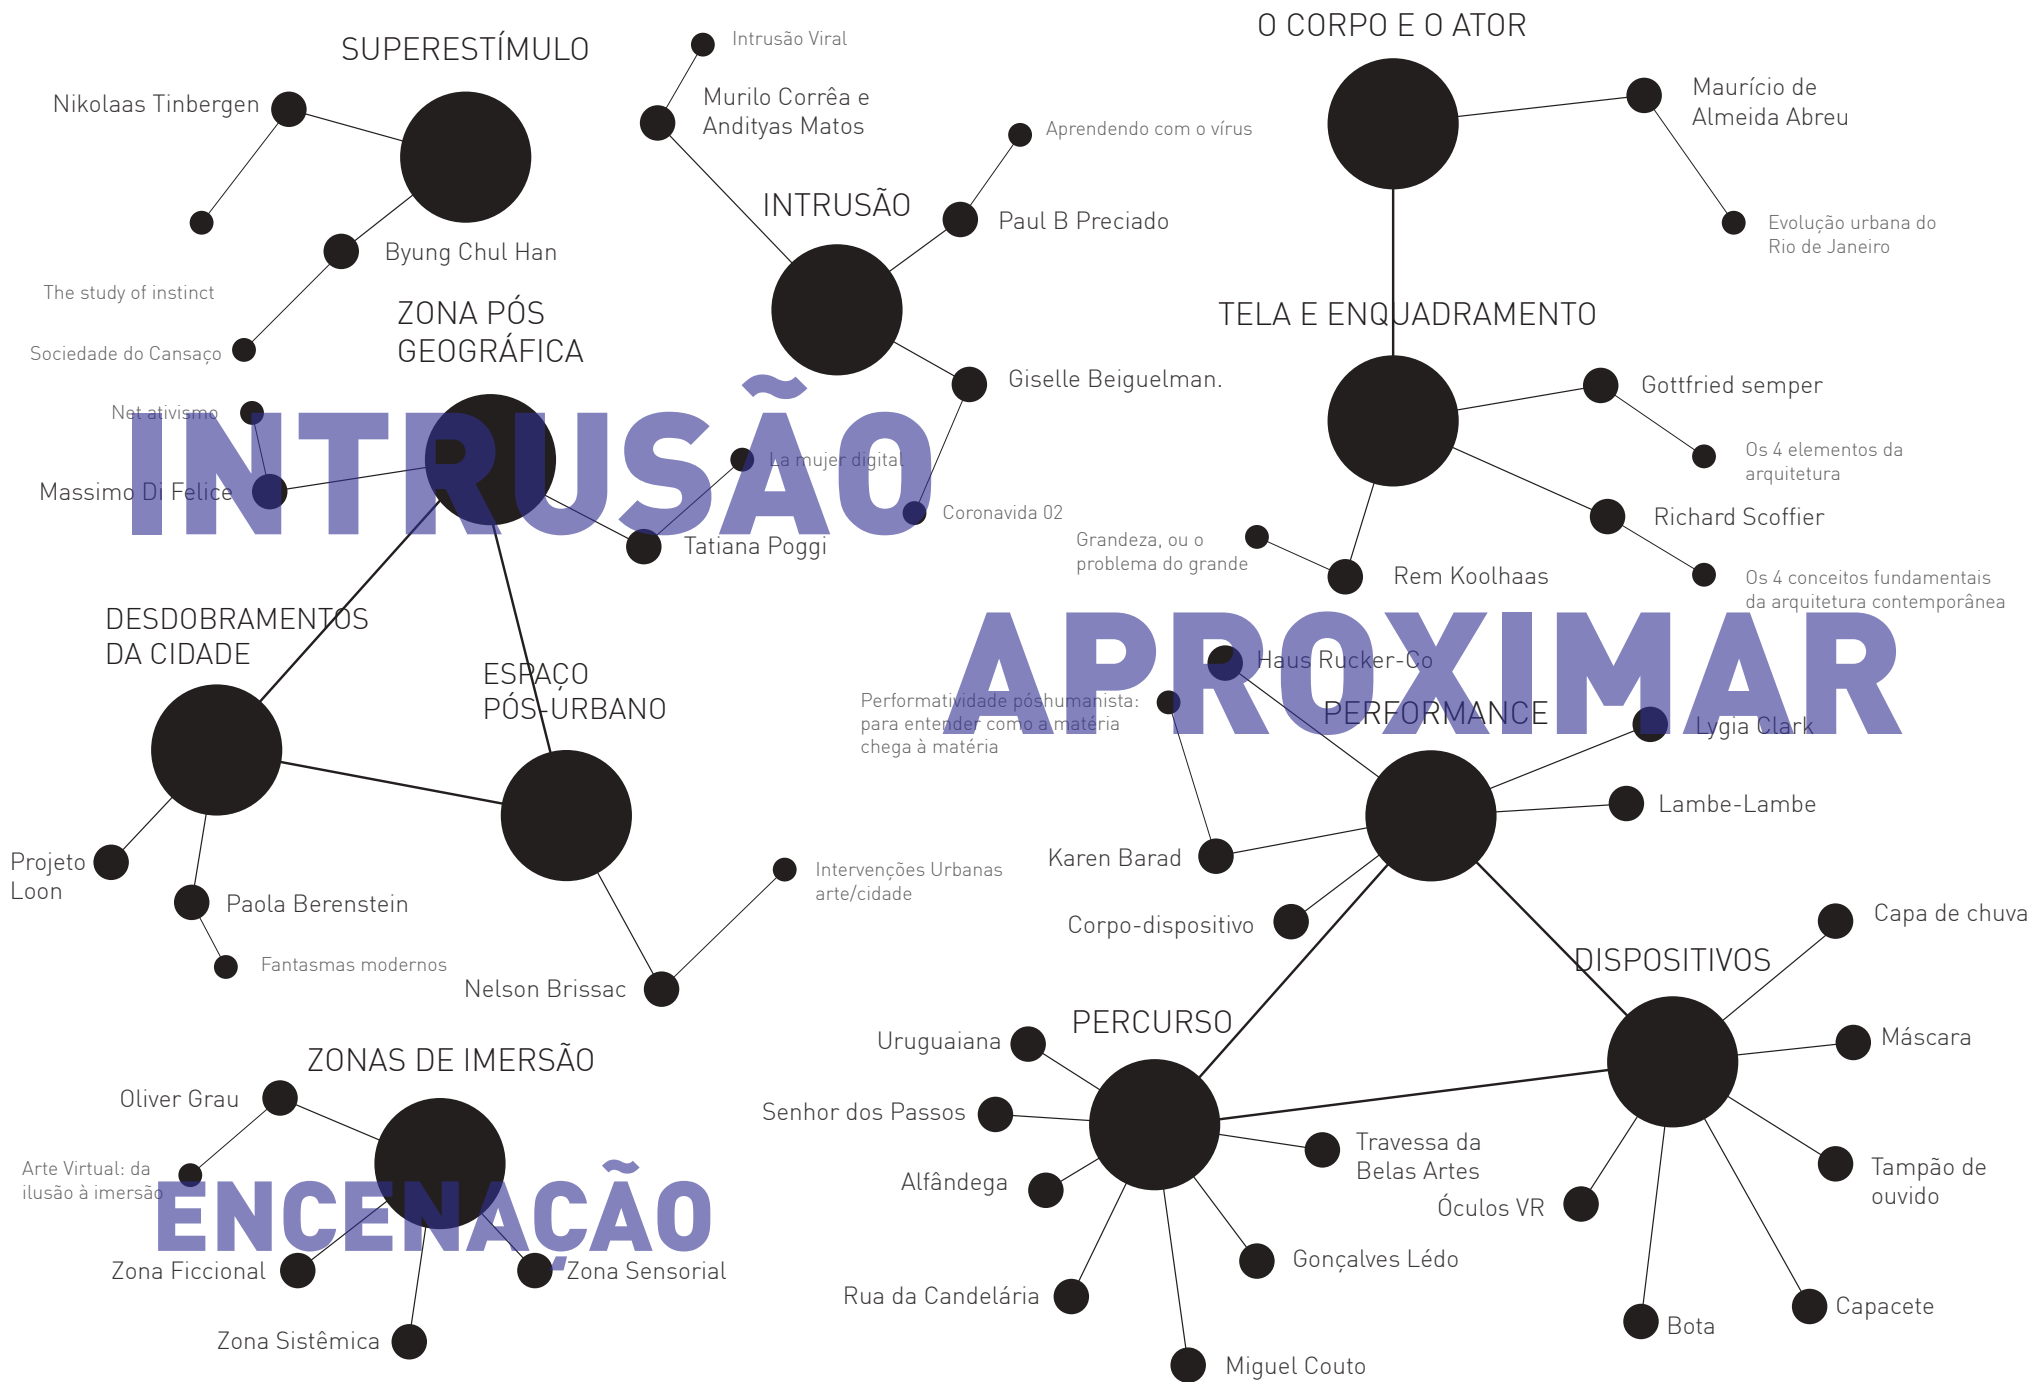 SUPERESTÍMULO
Nikolaas Tinbergen
The study of instinct
Byung Chul Han
Sociedade do Cansaço
Intrusão Viral
Murilo Corrêa e
Andityas Matos
INTRUSÃO
Aprendendo com o vírus
Paul B Preciado
Giselle Beiguelman.
Coronavida 02
ZONA PÓS
GEOGRÁFICA
Net ativismo
Massimo Di Felice
La mujer digital
Tatiana Poggi
INTRUSÃO
DESDOBRAMENTOS
DA CIDADE
ESPAÇO
PÓS-URBANO
Projeto
Loon
Paola Berenstein
Fantasmas modernos
Nelson Brissac
Intervenções Urbanas
arte/cidade
ZONAS DE IMERSÃO
Oliver Grau
Arte Virtual: da
ilusão à imersão
ENCENAÇÃO
Zona Ficcional
Zona Sensorial
Zona Sistêmica
O CORPO E O ATOR
Maurício de
Almeida Abreu
Evolução urbana do
Rio de Janeiro
TELA E ENQUADRAMENTO
Gottfried semper
Os 4 elementos da
arquitetura
Richard Scoffier
Os 4 conceitos fundamentais
da arquitetura contemporânea
Grandeza, ou o
problema do grande
Rem Koolhaas
APROXIMAR
Haus Rucker-Co
Performatividade póshumanista:
para entender como a matéria
chega à matéria
PERFORMANCE
Lygia Clark
Lambe-Lambe
Karen Barad
Corpo-dispositivo
DISPOSITIVOS
Capa de chuva
Máscara
Tampão de
ouvido
Óculos VR
Capacete
Bota
PERCURSO
Uruguaiana
Senhor dos Passos
Alfândega
Travessa da
Belas Artes
Gonçalves Lédo
Rua da Candelária
Miguel Couto